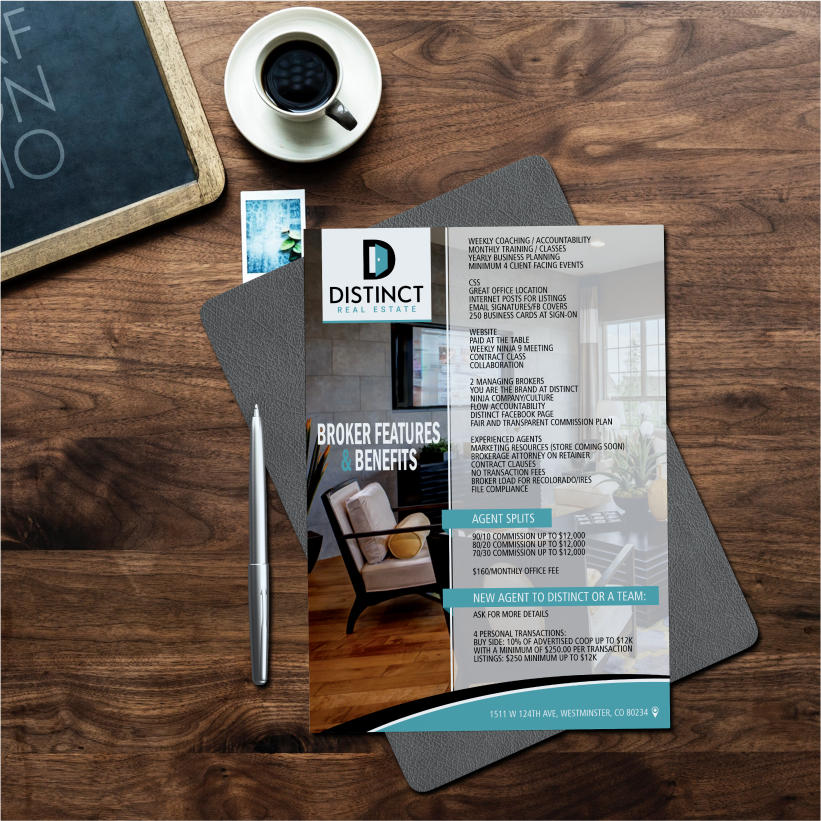 D
DISTINCT
REAL ESTATE
BROKER FEATURES
& BENEFITS
WEEKLY COACHING / ACCOUNTABILITY
MONTHLY TRAINING / CLASSES
YEARLY BUSINESS PLANNING
MINIMUM 4 CLIENT FACING EVENTS
CSS
GREAT OFFICE LOCATION
INTERNET POSTS FOR LISTINGS
EMAIL SIGNATURES/FB COVERS
250 BUSINESS CARDS AT SIGN-ON
WEBSITE
PAID AT THE TABLE
WEEKLY NINJA 9 MEETING
CONTRACT CLASS
COLLABORATION
2 MANAGING BROKERS
YOU ARE THE BRAND AT DISTINCT
NINJA COMPANY/CULTURE
FLOW ACCOUNTABILITY
DISTINCT FACEBOOK PAGE
FAIR AND TRANSPARENT COMMISSION PLAN
EXPERIENCED AGENTS
MARKETING RESOURCES (STORE COMING SOON)
BROKERAGE ATTORNEY ON RETAINER
CONTRACT CLAUSES
NO TRANSACTION FEES
BROKER LOAD FOR RECOLORADO/IRES
FILE COMPLIANCE
AGENT SPLITS
90/10 COMMISSION UP TO $12,000
80/20 COMMISSION UP TO $12,000
70/30 COMMISSION UP TO $12,000
$160/MONTHLY OFFICE FEE
NEW AGENT TO DISTINCT OR A TEAM:
ASK FOR MORE DETAILS
4 PERSONAL TRANSACTIONS:
BUY SIDE: 10% OF ADVERTISED COOP UP TO $12K
WITH A MINIMUM OF $250.00 PER TRANSACTION
LISTINGS: $250 MINIMUM UP TO $12K
1511 W 124TH AVE, WESTMINSTER, CO 80234